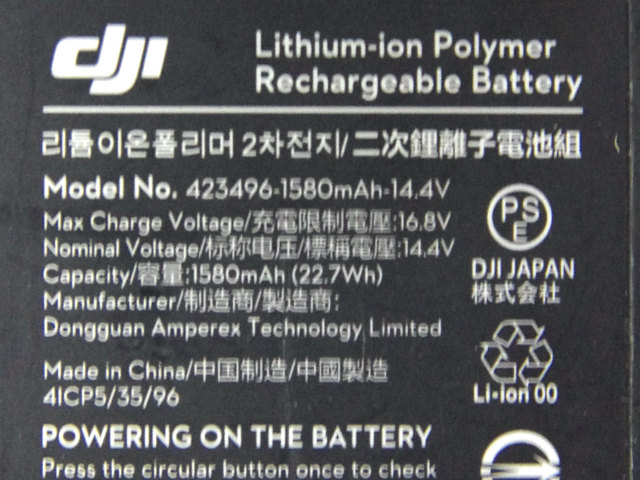 dji
Lithium-ion Polymer
Rechargeable Battery
리튬이온폴리머 2차전지/二次鋰離子電池組
Model No. 423496-1580mAh-14.4V
Max Charge Voltage/充電限制電壓:16.8V
Nominal Voltage/标称电压/標稱電壓:14.4V
Capacity/容量:1580mAh (22.7Wh)
Manufacturer/制造商/製造商:
Dongguan Amperex Technology Limited
Made in China/中国制造/中國製造
4ICP5/35/96
PSE
DJI JAPAN
株式会社
Li-ion 00
POWERING ON THE BATTERY
Press the circular button once to check